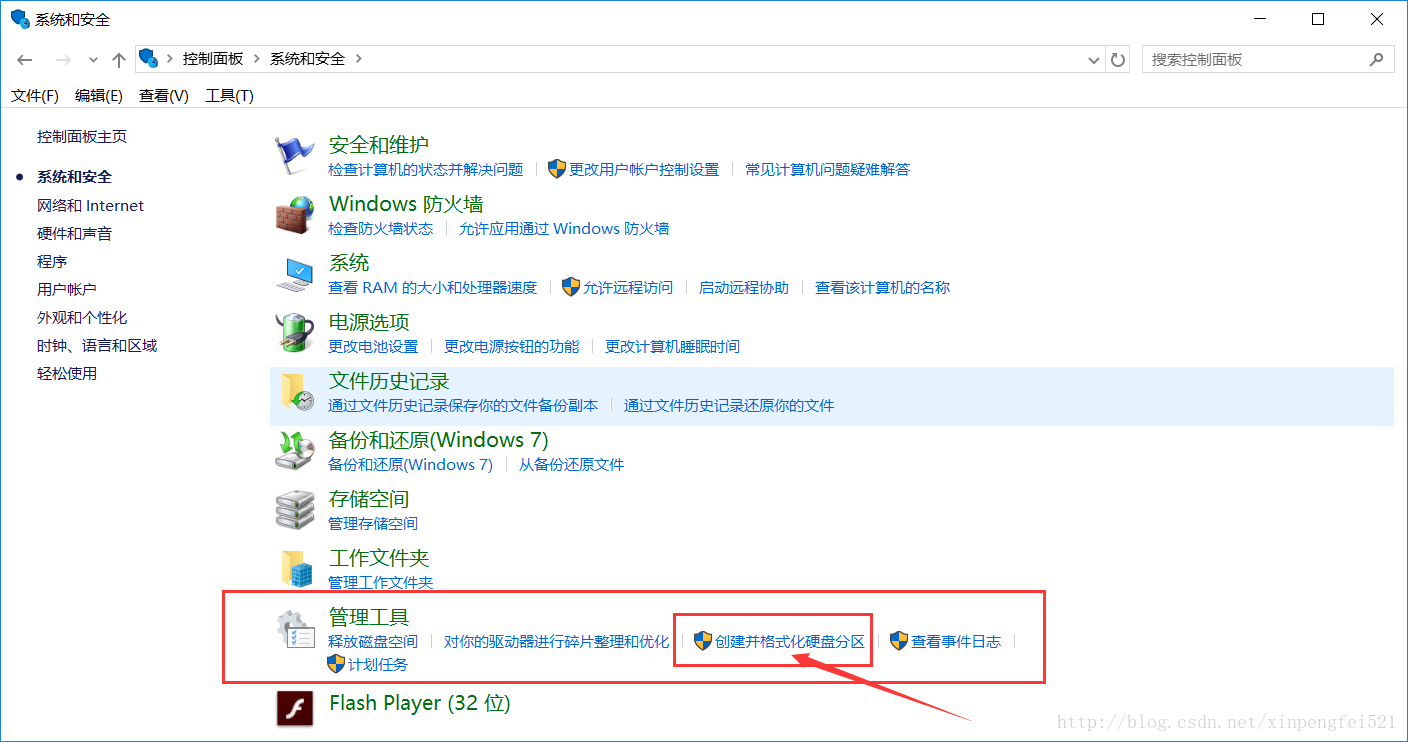 系统和安全
控制面板 系统和安全
搜索控制面板
文件(F) 编辑(E) 查看(V) 工具(T)
控制面板主页
系统和安全
网络和 Internet
硬件和声音
程序
用户帐户
外观和个性化
时钟、语言和区域
轻松使用
安全和维护
检查计算机的状态并解决问题 更改用户帐户控制设置 常见计算机问题疑难解答
Windows 防火墙
检查防火墙状态 允许应用通过 Windows 防火墙
系统
查看 RAM 的大小和处理器速度 允许远程访问 启动远程协助 查看该计算机的名称
电源选项
更改电池设置 更改电源按钮的功能 更改计算机睡眠时间
文件历史记录
通过文件历史记录保存你的文件备份副本 通过文件历史记录还原你的文件
备份和还原(Windows 7)
备份和还原(Windows 7) 从备份还原文件
存储空间
管理存储空间
工作文件夹
管理工作文件夹
管理工具
释放磁盘空间 对你的驱动器进行碎片整理和优化 创建并格式化硬盘分区 查看事件日志
计划任务
Flash Player (32 位)
http://blog.csdn.net/xinpengfei521